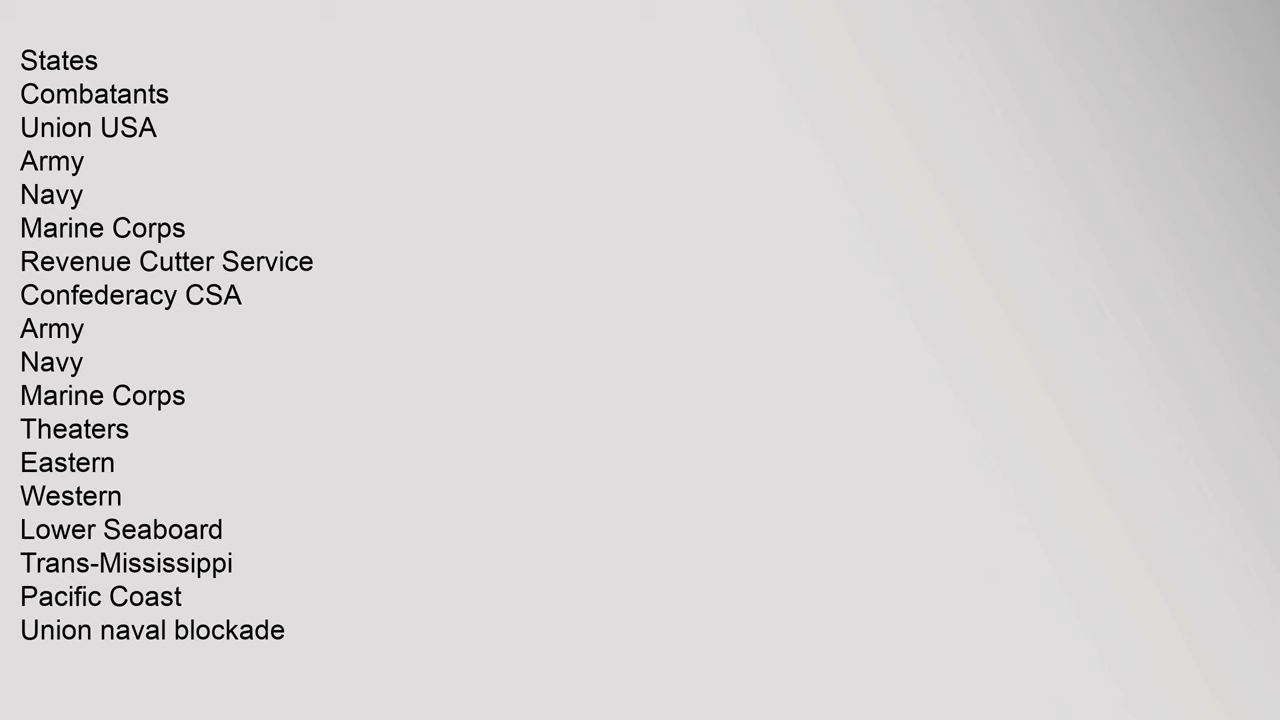 States
Combatants
Union USA
Army
Navy
Marine Corps
Revenue Cutter Service
Confederacy CSA
Army
Navy
Marine Corps
Theaters
Eastern
Western
Lower Seaboard
Trans-Mississippi
Pacific Coast
Union naval blockade